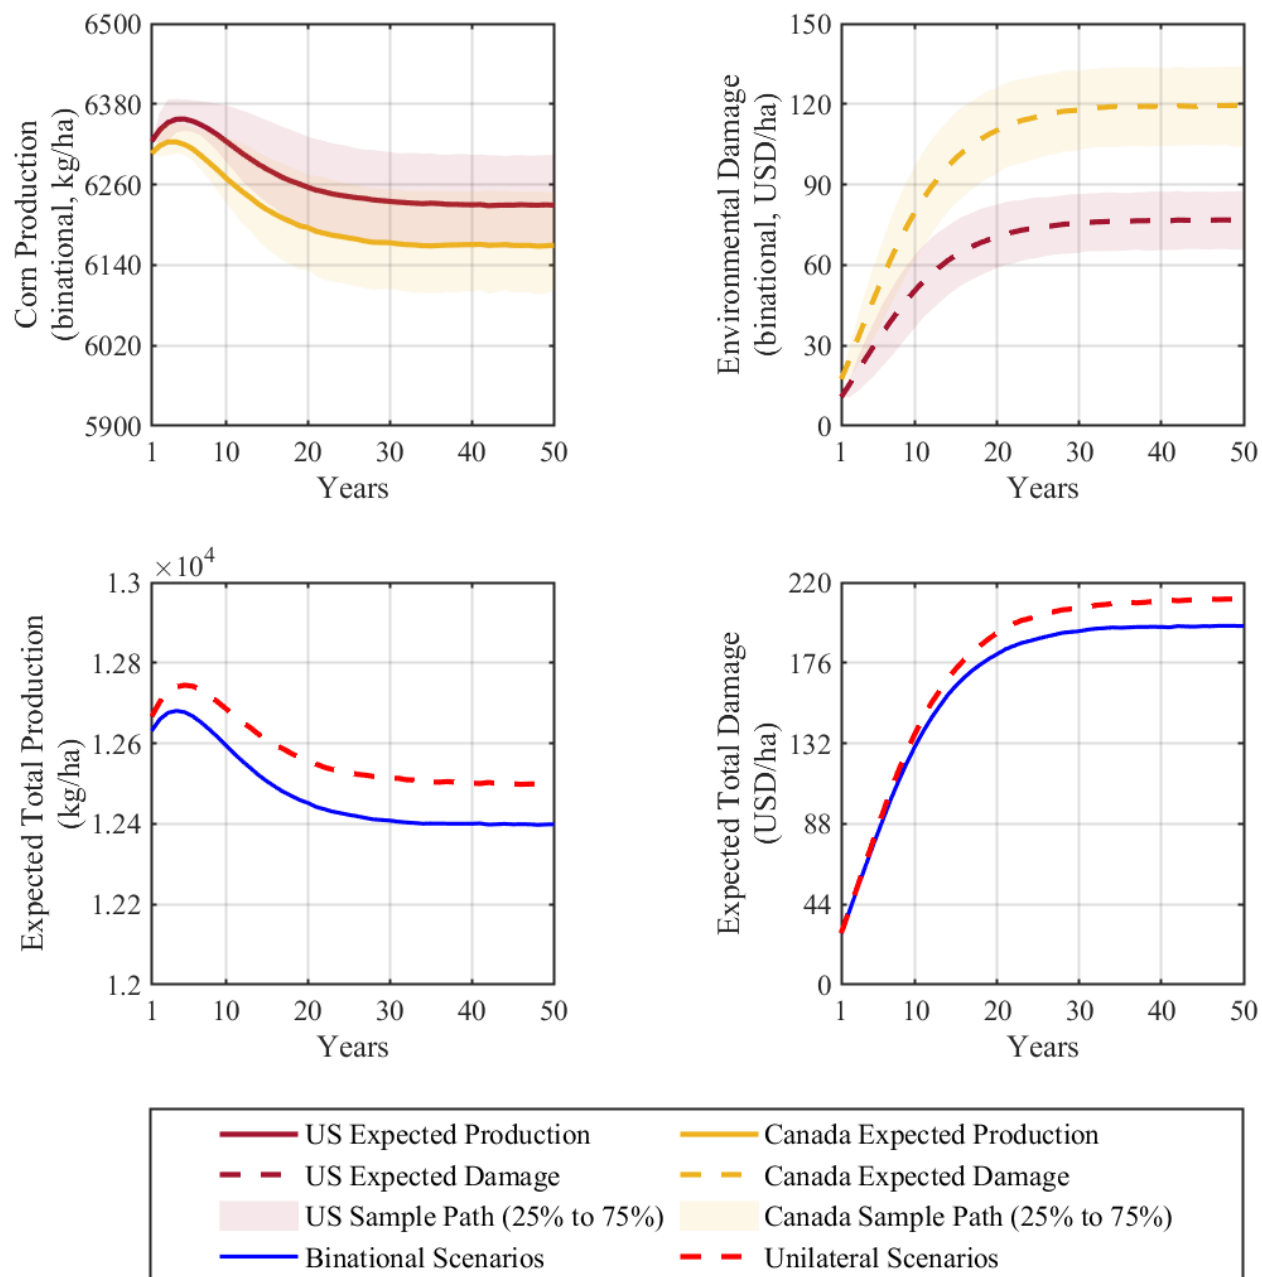 6500
6380
6260
6140
6020
5900
Corn Production
(binational, kg/ha)
1 10 20 30 40 50
Years
150
120
90
60
30
0
Environmental Damage
(binational, USD/ha)
1 10 20 30 40 50
Years
×10⁴
1.3
1.28
1.26
1.24
1.22
1.2
Expected Total Production
(kg/ha)
1 10 20 30 40 50
Years
220
176
132
88
44
0
Expected Total Damage
(USD/ha)
1 10 20 30 40 50
Years
US Expected Production
Canada Expected Production
US Expected Damage
Canada Expected Damage
US Sample Path (25% to 75%)
Canada Sample Path (25% to 75%)
Binational Scenarios
Unilateral Scenarios